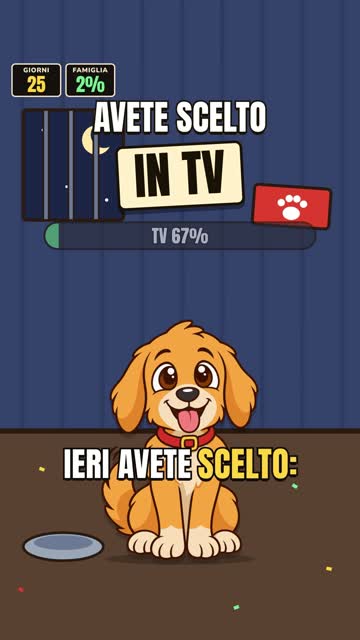 GIORNI
25
FAMIGLIA
2%
AVETE SCELTO
IN TV
TV 67%
IERI AVETE SCELTO: